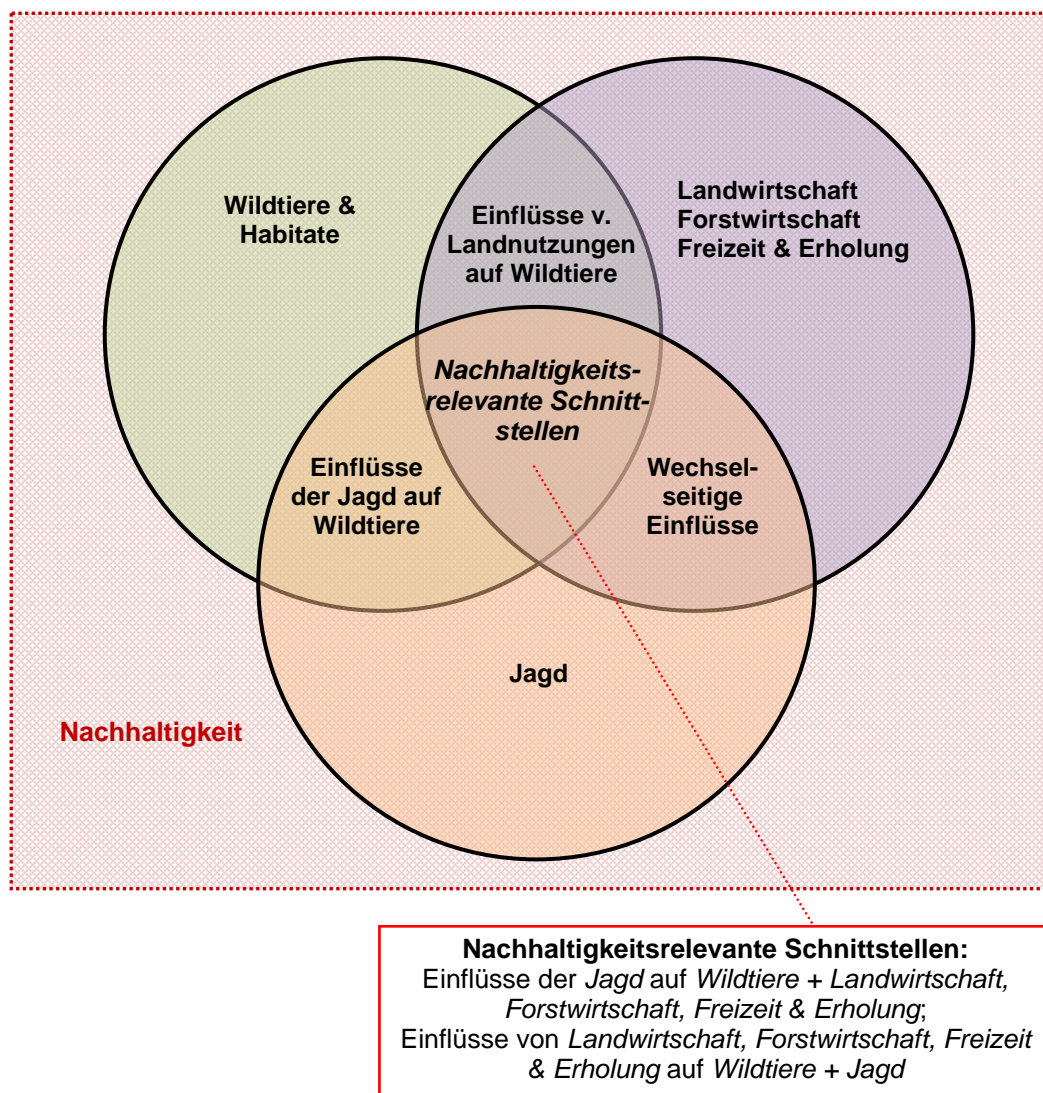 Wildtiere &
Habitate
Einflüsse v.
Landnutzungen
auf Wildtiere
Landwirtschaft
Forstwirtschaft
Freizeit & Erholung
Nachhaltigkeits-
relevante Schnitt-
stellen
Einflüsse
der Jagd auf
Wildtiere
Wechsel-
seitige
Einflüsse
Jagd
Nachhaltigkeit
Nachhaltigkeitsrelevante Schnittstellen:
Einflüsse der Jagd auf Wildtiere + Landwirtschaft,
Forstwirtschaft, Freizeit & Erholung;
Einflüsse von Landwirtschaft, Forstwirtschaft, Freizeit
& Erholung auf Wildtiere + Jagd